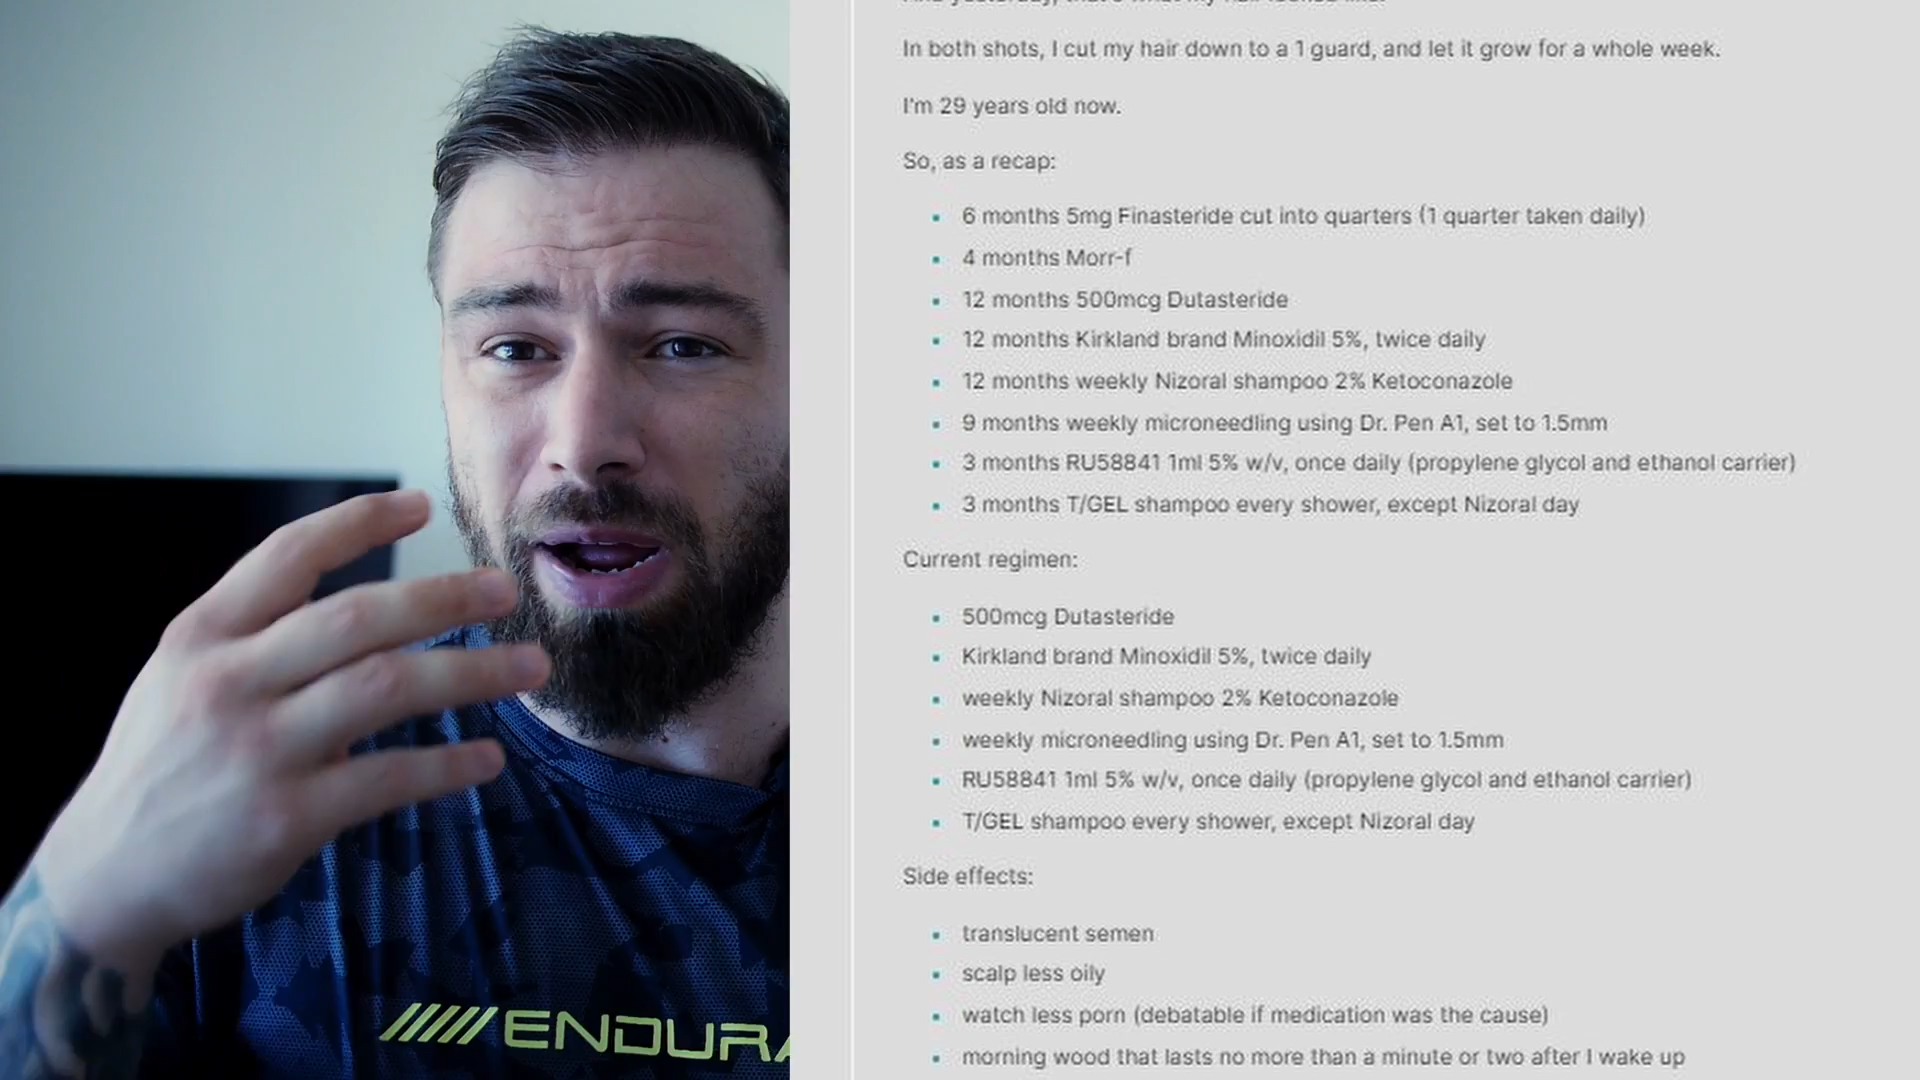 In both shots, I cut my hair down to a 1 guard, and let it grow for a whole week.
I'm 29 years old now.
So, as a recap:
6 months 5mg Finasteride cut into quarters (1 quarter taken daily)
4 months Morr-f
12 months 500mcg Dutasteride
12 months Kirkland brand Minoxidil 5%, twice daily
12 months weekly Nizoral shampoo 2% Ketoconazole
9 months weekly microneedling using Dr. Pen A1, set to 1.5mm
3 months RU58841 1ml 5% w/v, once daily (propylene glycol and ethanol carrier)
3 months T/GEL shampoo every shower, except Nizoral day
Current regimen:
500mcg Dutasteride
Kirkland brand Minoxidil 5%, twice daily
weekly Nizoral shampoo 2% Ketoconazole
weekly microneedling using Dr. Pen A1, set to 1.5mm
RU58841 1ml 5% w/v, once daily (propylene glycol and ethanol carrier)
T/GEL shampoo every shower, except Nizoral day
Side effects:
translucent semen
scalp less oily
watch less porn (debatable if medication was the cause)
morning wood that lasts no more than a minute or two after I wake up
ENDURA